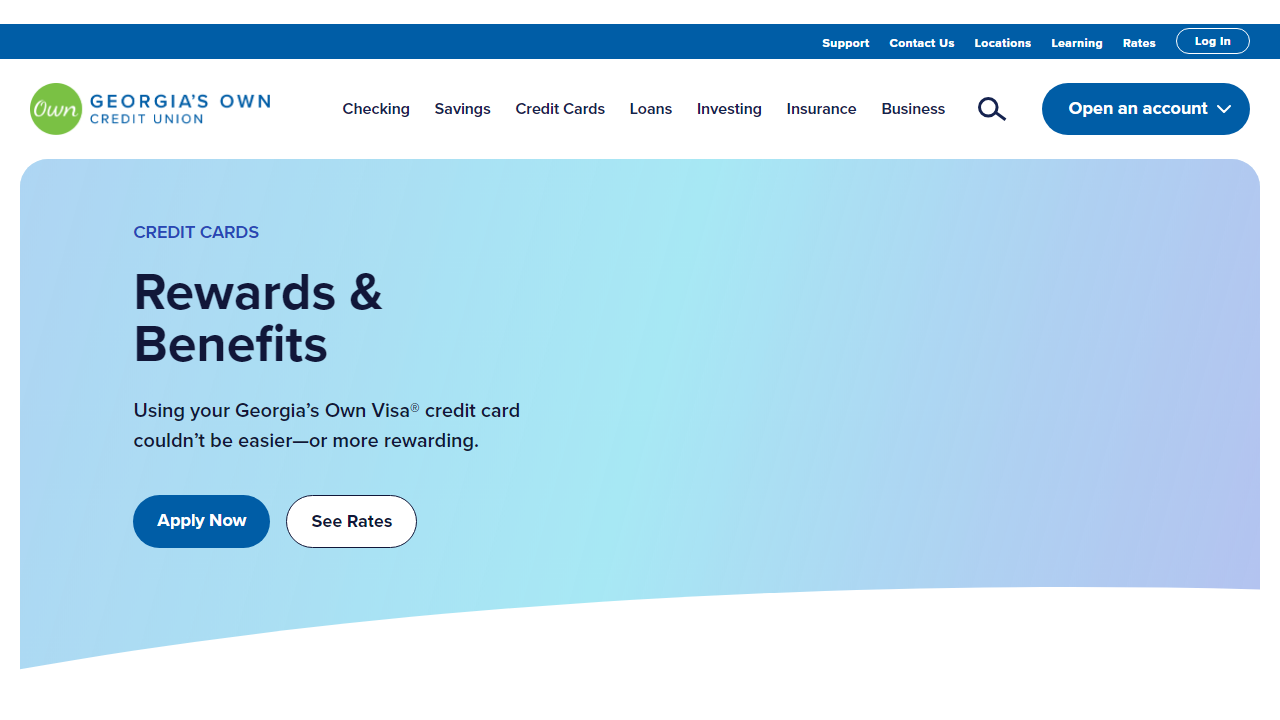 Support Contact Us Locations Learning Rates Log In
Own GEORGIA'S OWN
CREDIT UNION
Checking Savings Credit Cards Loans Investing Insurance Business Open an account
CREDIT CARDS
Rewards &
Benefits
Using your Georgia’s Own Visa® credit card
couldn’t be easier—or more rewarding.
Apply Now See Rates